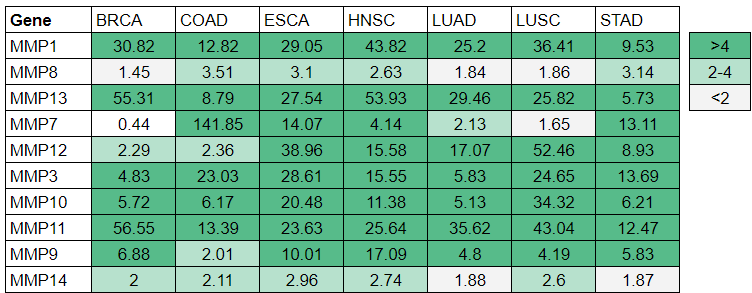 Gene BRCA COAD ESCA HNSC LUAD LUSC STAD
MMP1 30.82 12.82 29.05 43.82 25.2 36.41 9.53 >4
MMP8 1.45 3.51 3.1 2.63 1.84 1.86 3.14 2-4
MMP13 55.31 8.79 27.54 53.93 29.46 25.82 5.73 <2
MMP7 0.44 141.85 14.07 4.14 2.13 1.65 13.11
MMP12 2.29 2.36 38.96 15.58 17.07 52.46 8.93
MMP3 4.83 23.03 28.61 15.55 5.83 24.65 13.69
MMP10 5.72 6.17 20.48 11.38 5.13 34.32 6.21
MMP11 56.55 13.39 23.63 25.64 35.62 43.04 12.47
MMP9 6.88 2.01 10.01 17.09 4.8 4.19 5.83
MMP14 2 2.11 2.96 2.74 1.88 2.6 1.87